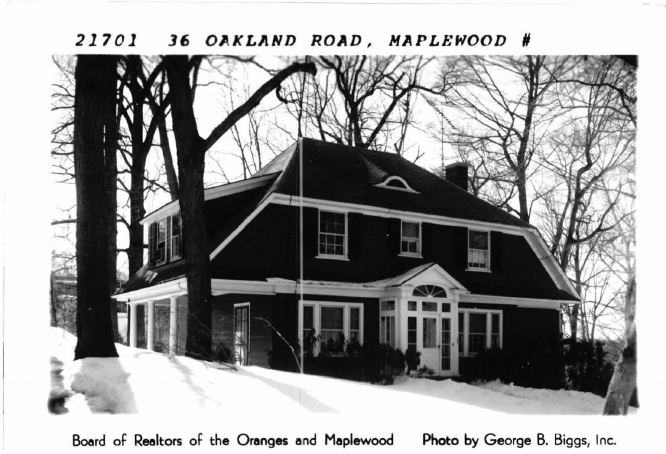 21701 36 OAKLAND ROAD, MAPLEWOOD #
Board of Realtors of the Oranges and Maplewood Photo by George B. Biggs, Inc.